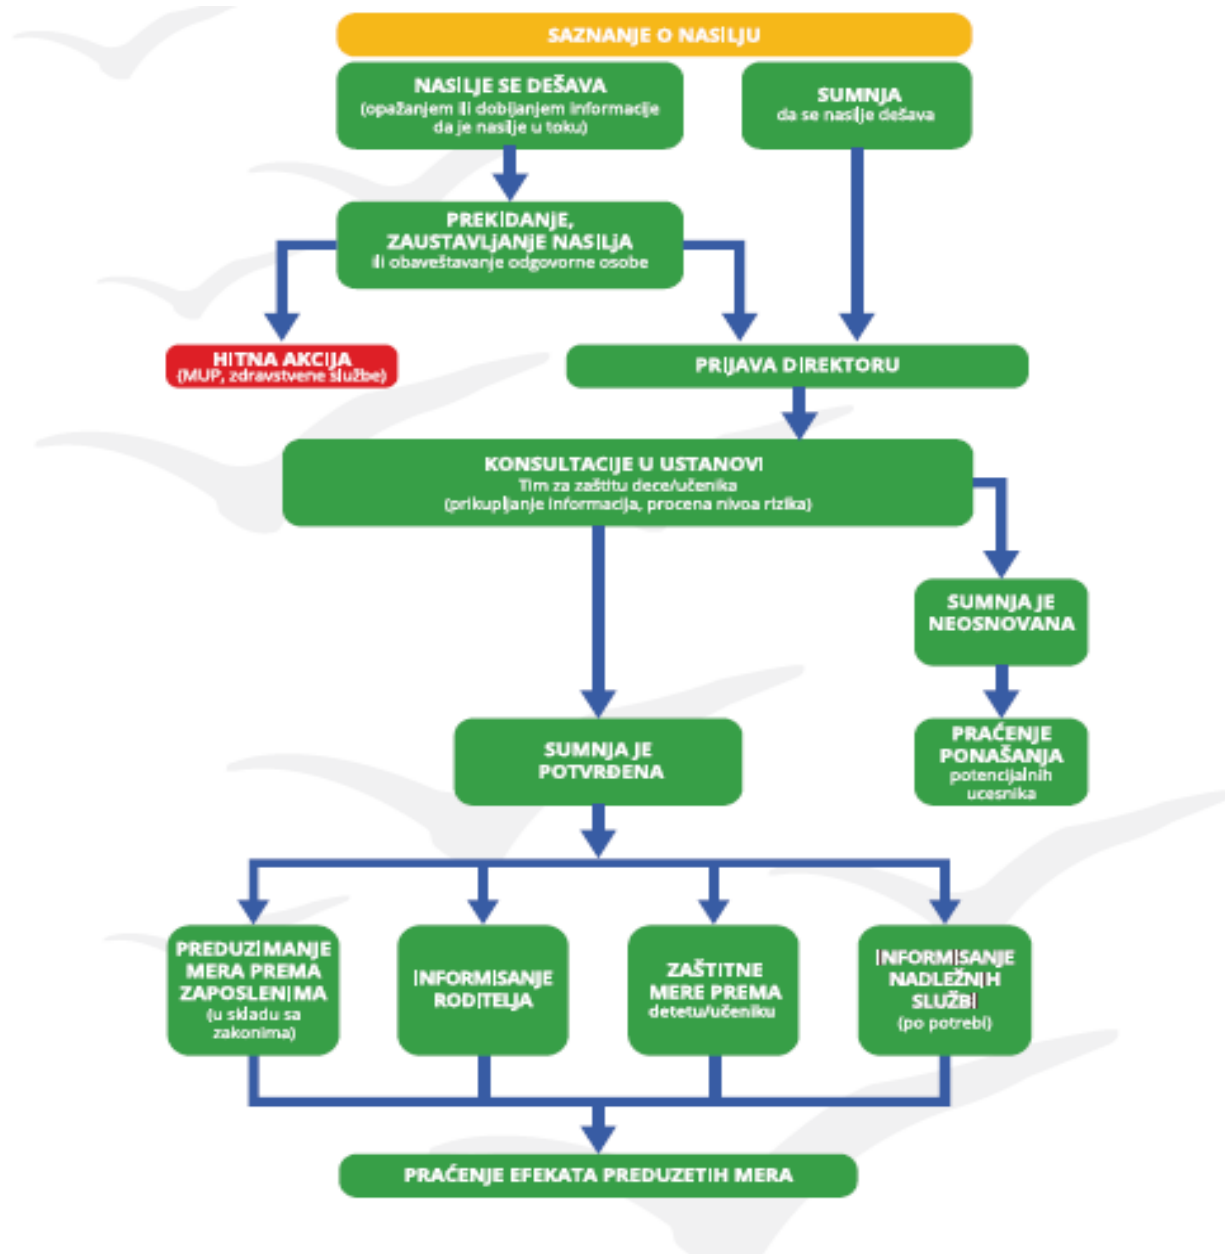 SAZNANJE O NASILJU
NASILJE SE DEŠAVA
(opažanjem ili dobijanjem informacije
da je nasilje u toku)
SUMNJA
da se nasilje dešava
PREKIDANJE,
ZAUSTAVLJANJE NASILJA
ili obaveštavanje odgovorne osobe
HITNA AKCIJA
(MUP, zdravstvene službe)
PRIJAVA DIREKTORU
KONSULTACIJE U USTANOVI
Tim za zaštitu dece/učenika
(prikupljanje informacija, procena nivoa rizika)
SUMNJA JE
NEOSNOVANA
SUMNJA JE
POTVRĐENA
PRAĆENJE
PONAŠANJA
potencijalnih
ucesnika
PREDUZIMANJE
MERA PREMA
ZAPOSLENIMA
(u skladu sa
zakonima)
INFORMISANJE
RODITELJA
ZAŠTITNE
MERE PREMA
detetu/učeniku
INFORMISANJE
NADLEŽNIH
SLUŽBI
(po potrebi)
PRAĆENJE EFEKATA PREDUZETIH MERA